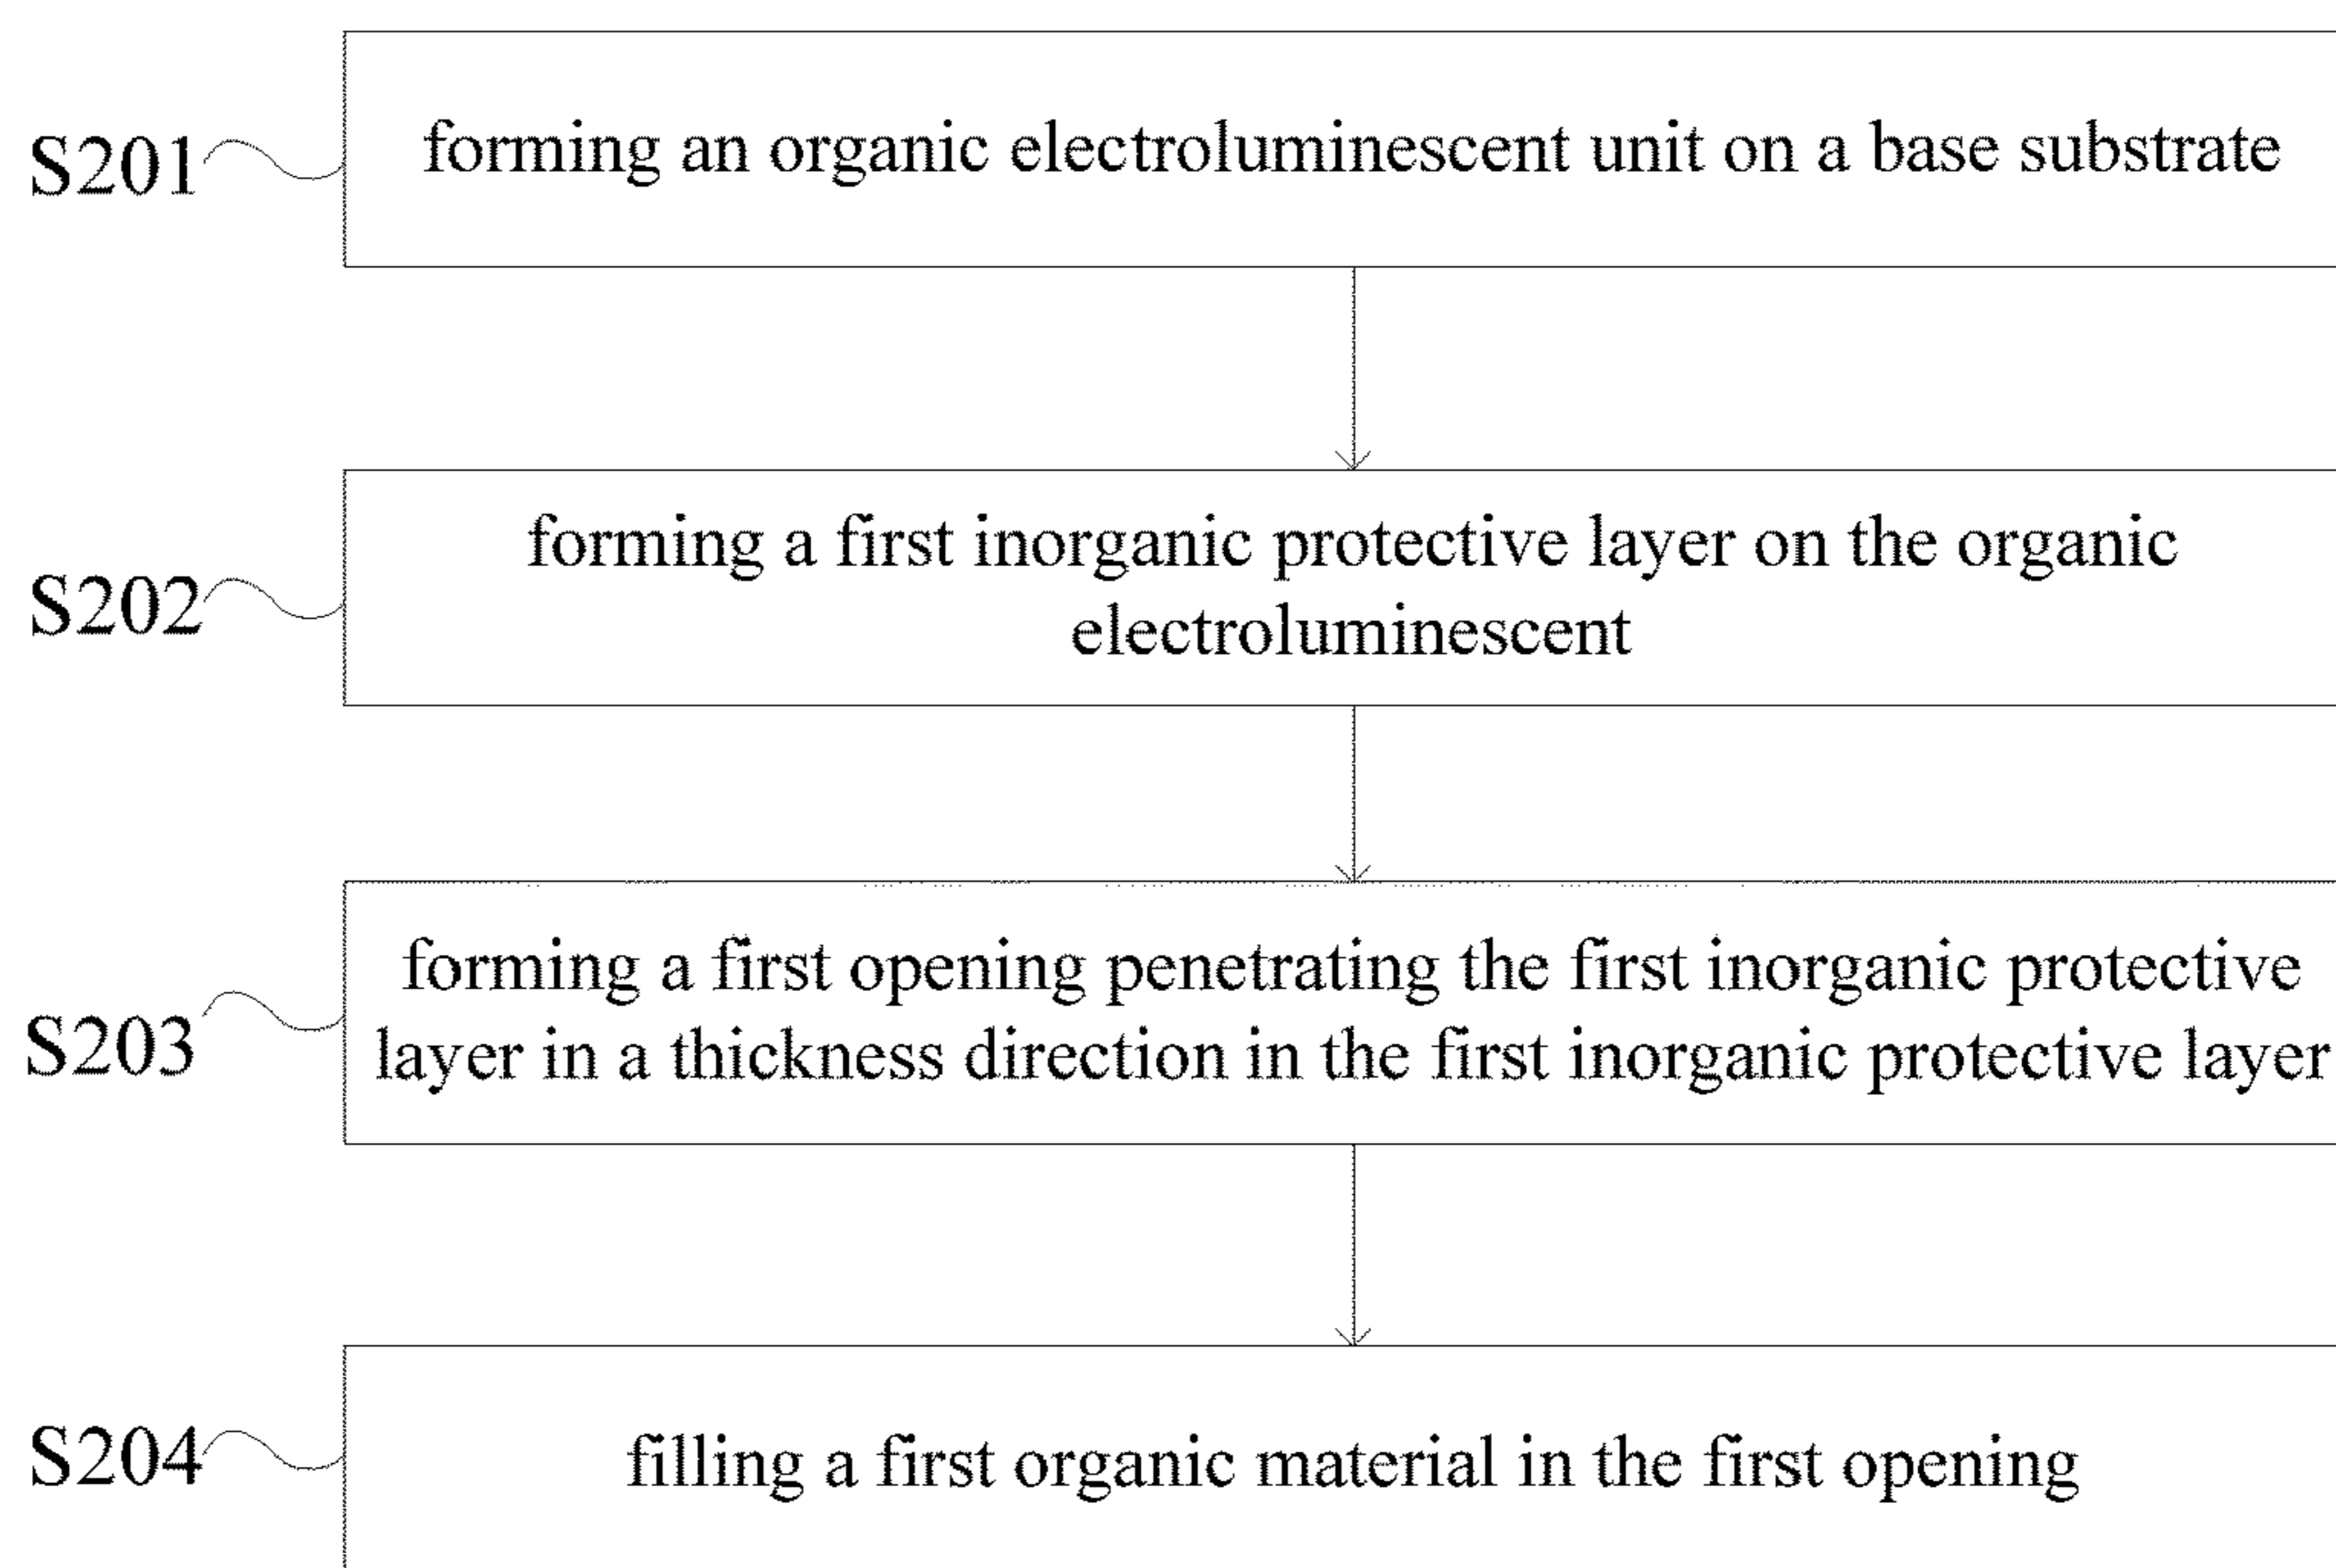 S201
forming an organic electroluminescent unit on a base substrate
S202
forming a first inorganic protective layer on the organic
electroluminescent
S203
forming a first opening penetrating the first inorganic protective
layer in a thickness direction in the first inorganic protective layer
S204
filling a first organic material in the first opening